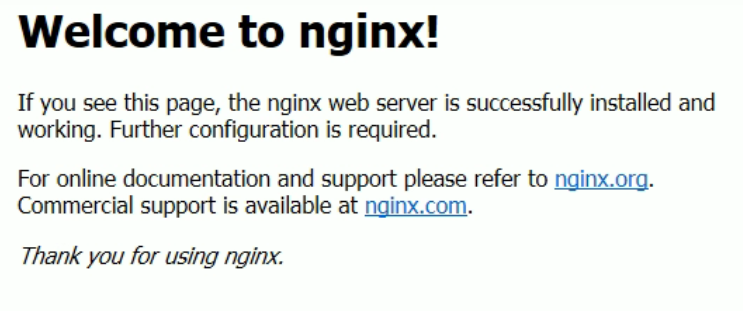 Welcome to nginx!
If you see this page, the nginx web server is successfully installed and
working. Further configuration is required.
For online documentation and support please refer to nginx.org.
Commercial support is available at nginx.com.
Thank you for using nginx.